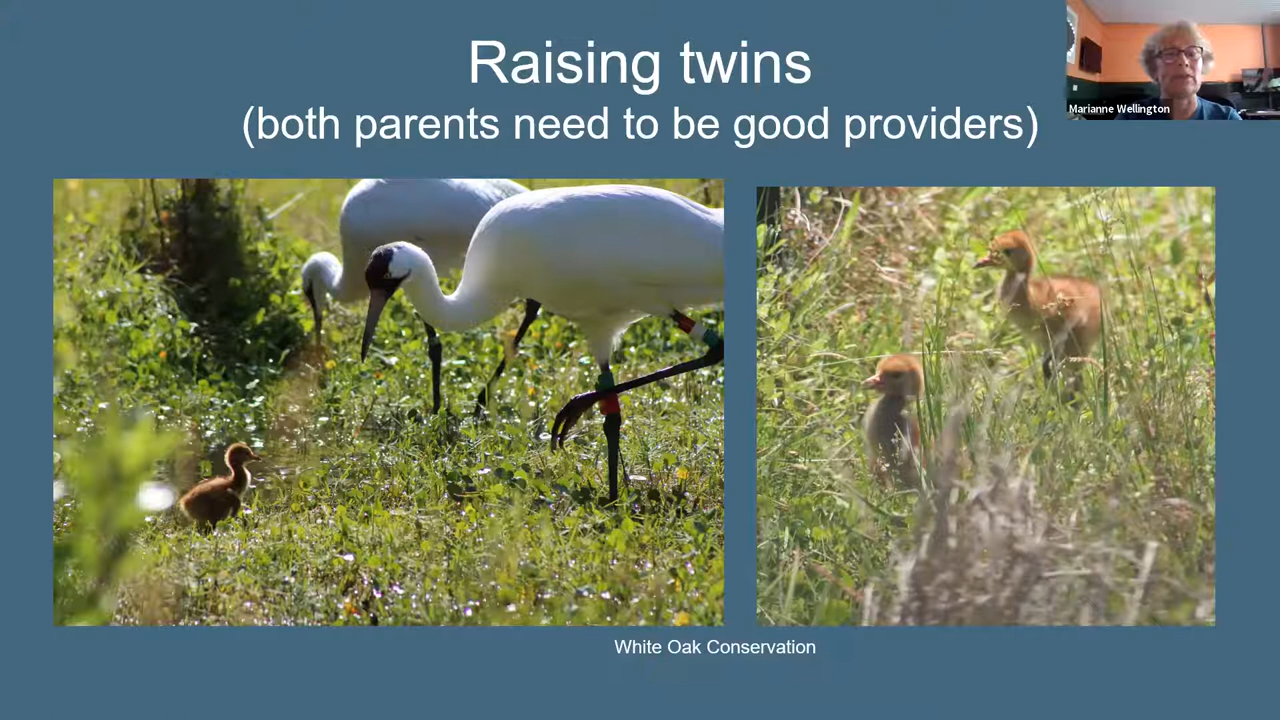 Raising twins
(both parents need to be good providers)
Marianne Wellington
White Oak Conservation